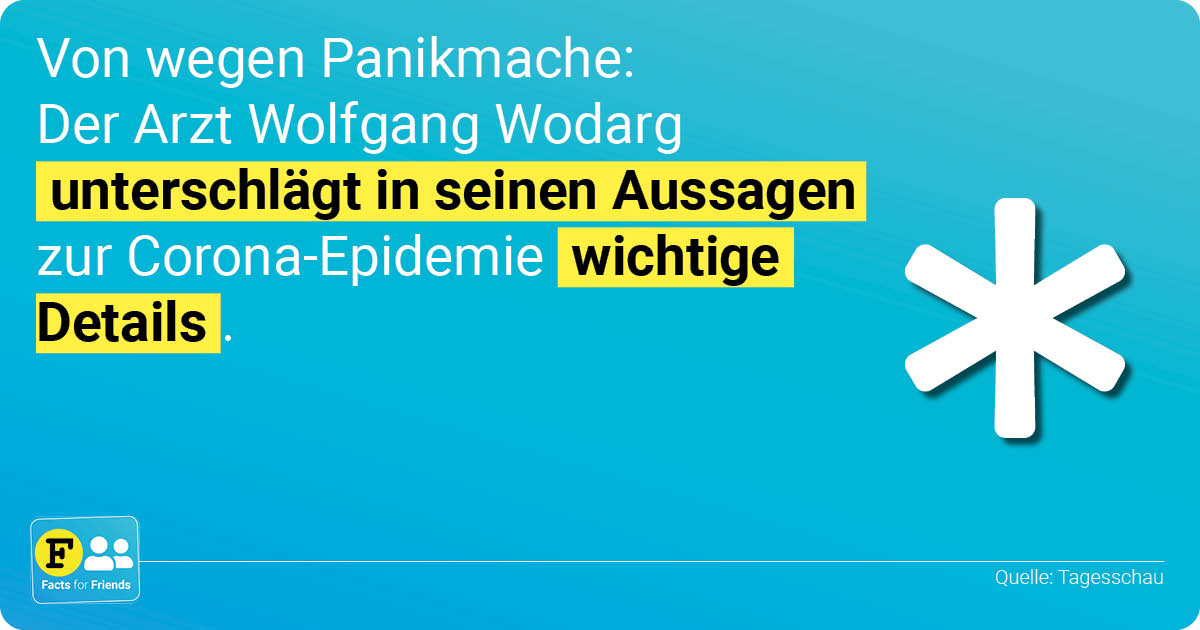 Von wegen Panikmache:
Der Arzt Wolfgang Wodarg
unterschlägt in seinen Aussagen
zur Corona-Epidemie wichtige
Details.
F
Facts for Friends
Quelle: Tagesschau